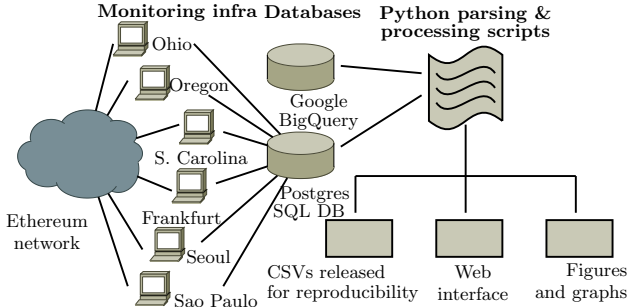 Monitoring infra
Databases
Python parsing &
processing scripts
Ohio
Oregon
S. Carolina
Frankfurt
Seoul
Sao Paulo
Ethereum
network
Google
BigQuery
Postgres
SQL DB
CSVs released
for reproducibility
Web
interface
Figures
and graphs